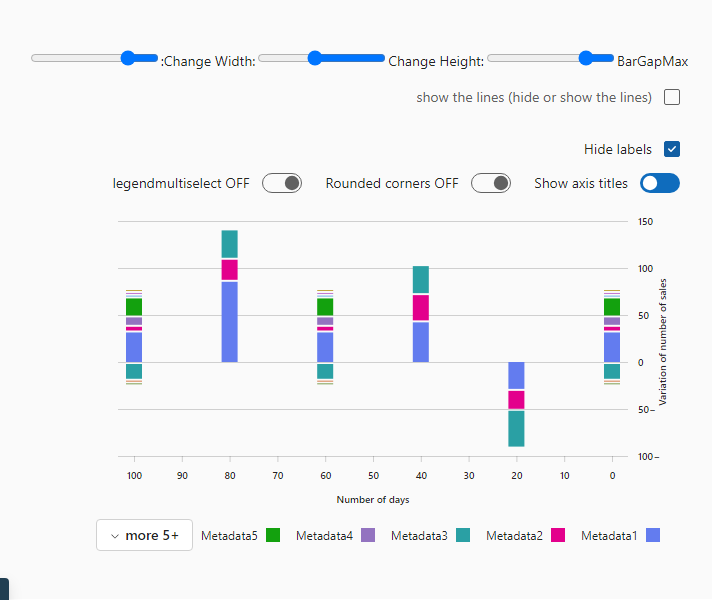 :Change Width: Change Height: BarGapMax
show the lines (hide or show the lines)
Hide labels
legendmultiselect OFF Rounded corners OFF Show axis titles
150
100
50
0
50–
100–
Variation of number of sales
100 90 80 70 60 50 40 30 20 10 0
Number of days
more 5+ Metadata5 Metadata4 Metadata3 Metadata2 Metadata1